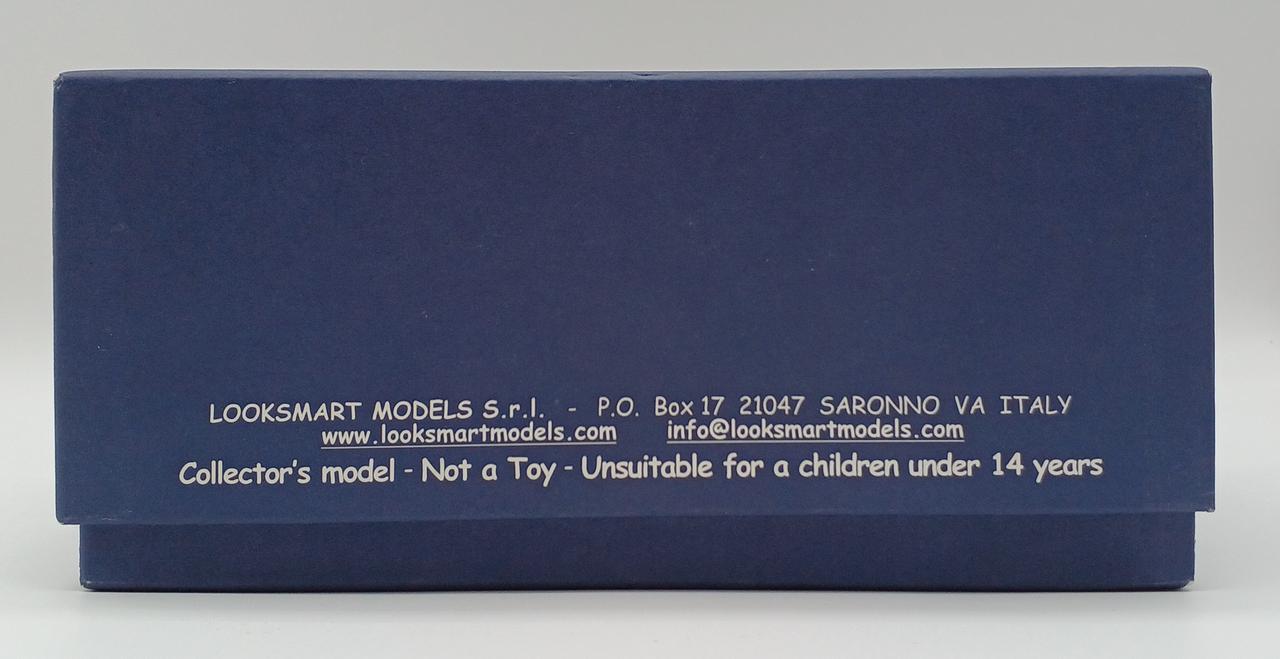 LOOKSMART MODELS S.r.l. - P.O. Box 17 21047 SARONNO VA ITALY
www.looksmartmodels.com info@looksmartmodels.com
Collector's model - Not a Toy - Unsuitable for a children under 14 years